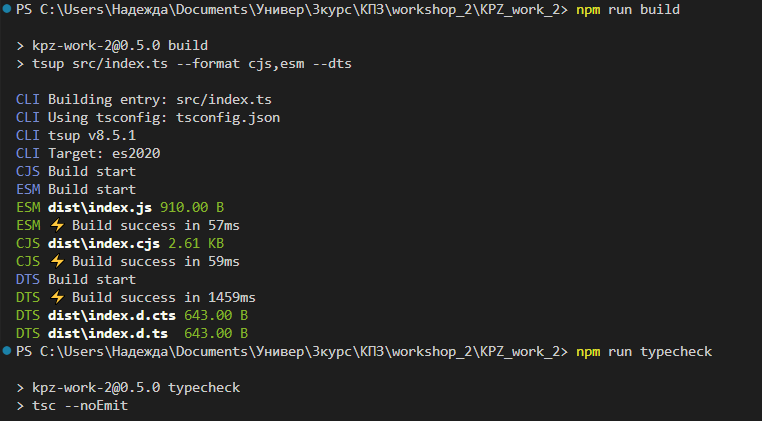 PS C:\Users\Надежда\Documents\Универ\3курс\КПЗ\workshop_2\KPZ_work_2> npm run build
> kpz-work-2@0.5.0 build
> tsup src/index.ts --format cjs,esm --dts
CLI Building entry: src/index.ts
CLI Using tsconfig: tsconfig.json
CLI tsup v8.5.1
CLI Target: es2020
CJS Build start
ESM Build start
ESM dist\index.js 910.00 B
ESM ⚡ Build success in 57ms
CJS dist\index.cjs 2.61 KB
CJS ⚡ Build success in 59ms
DTS Build start
DTS ⚡ Build success in 1459ms
DTS dist\index.d.cts 643.00 B
DTS dist\index.d.ts  643.00 B
PS C:\Users\Надежда\Documents\Универ\3курс\КПЗ\workshop_2\KPZ_work_2> npm run typecheck
> kpz-work-2@0.5.0 typecheck
> tsc --noEmit